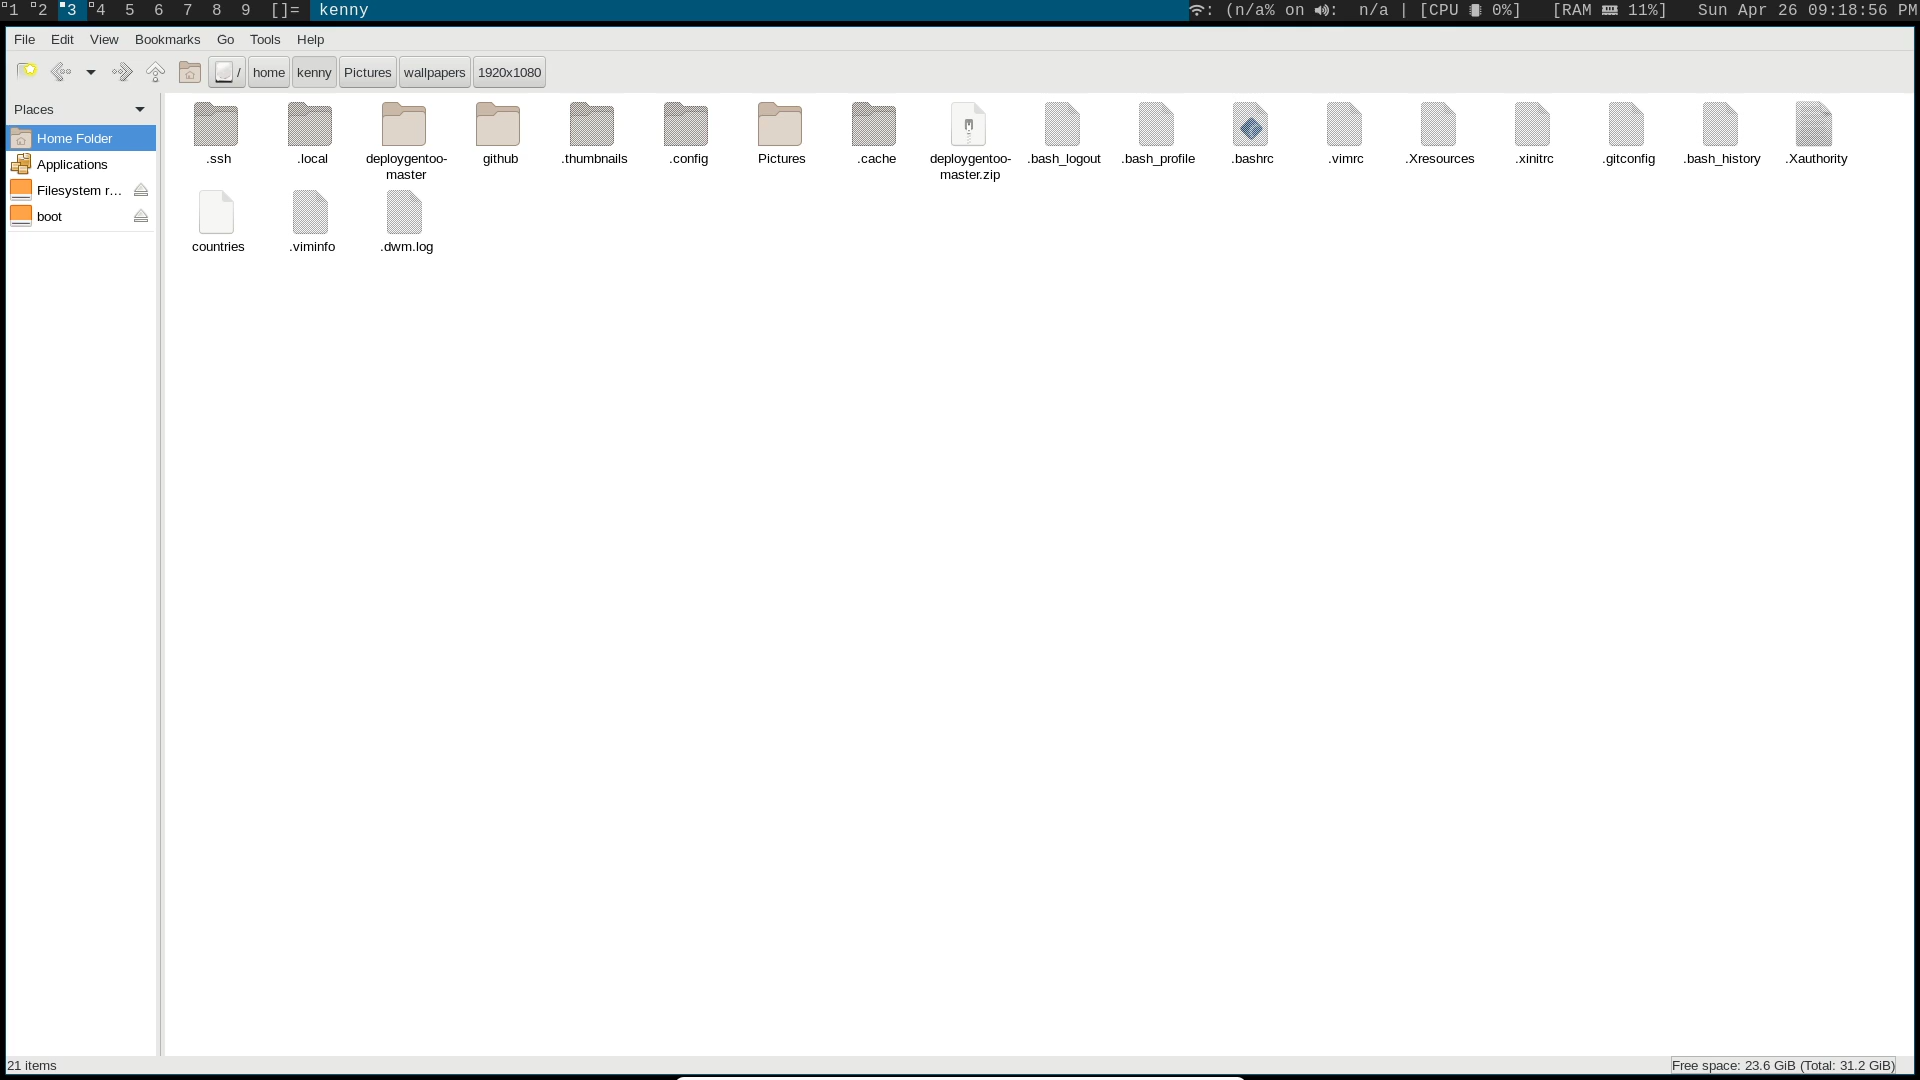 1 2 3 4 5 6 7 8 9 []= kenny : (n/a% on : n/a | [CPU 0%] [RAM 11%] Sun Apr 26 09:18:56 PM
File Edit View Bookmarks Go Tools Help
/ home kenny Pictures wallpapers 1920x1080
Places
Home Folder
Applications
Filesystem r...
boot
.ssh .local deploygentoo-master github .thumbnails .config Pictures .cache deploygentoo-master.zip .bash_logout .bash_profile .bashrc .vimrc .Xresources .xinitrc .gitconfig .bash_history .Xauthority
countries .viminfo .dwm.log
21 items Free space: 23.6 GiB (Total: 31.2 GiB)